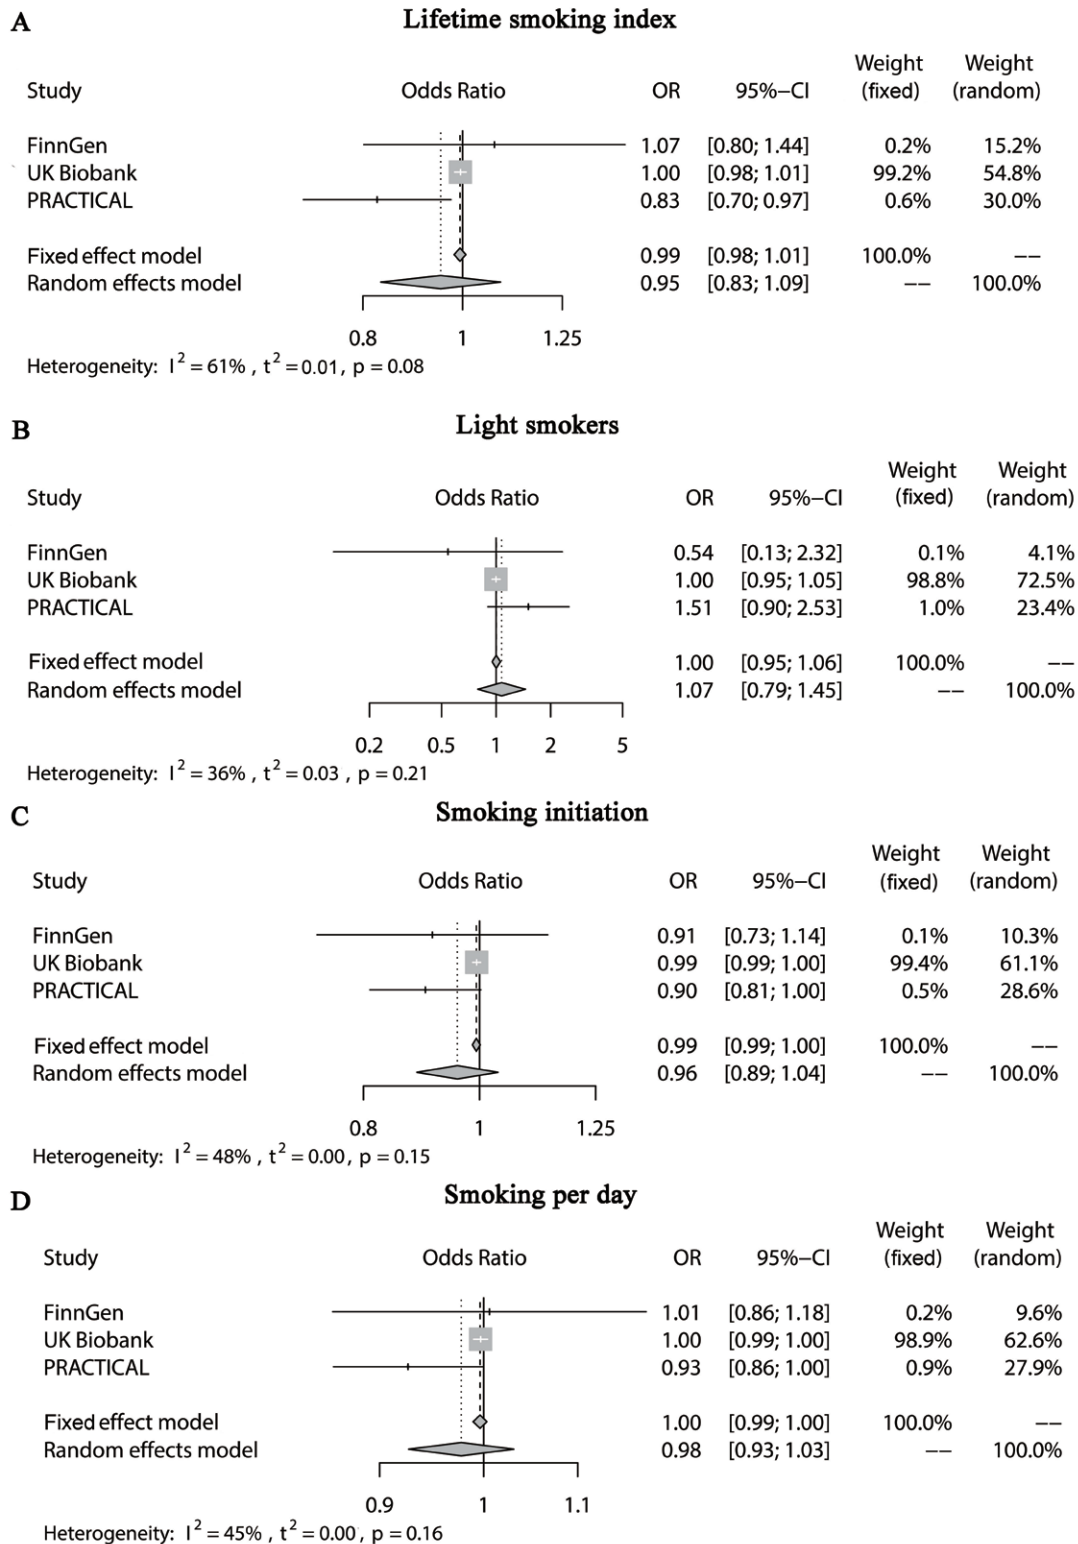 A Lifetime smoking index
Weight Weight
Study Odds Ratio OR 95%−CI (fixed) (random)
FinnGen 1.07 [0.80; 1.44] 0.2% 15.2%
UK Biobank 1.00 [0.98; 1.01] 99.2% 54.8%
PRACTICAL 0.83 [0.70; 0.97] 0.6% 30.0%
Fixed effect model 0.99 [0.98; 1.01] 100.0% −−
Random effects model 0.95 [0.83; 1.09] −− 100.0%
0.8 1 1.25
Heterogeneity: I² = 61% , t² = 0.01, p = 0.08
B Light smokers
Weight Weight
Study Odds Ratio OR 95%−CI (fixed) (random)
FinnGen 0.54 [0.13; 2.32] 0.1% 4.1%
UK Biobank 1.00 [0.95; 1.05] 98.8% 72.5%
PRACTICAL 1.51 [0.90; 2.53] 1.0% 23.4%
Fixed effect model 1.00 [0.95; 1.06] 100.0% −−
Random effects model 1.07 [0.79; 1.45] −− 100.0%
0.2 0.5 1 2 5
Heterogeneity: I² = 36% , t² = 0.03 , p = 0.21
C Smoking initiation
Weight Weight
Study Odds Ratio OR 95%−CI (fixed) (random)
FinnGen 0.91 [0.73; 1.14] 0.1% 10.3%
UK Biobank 0.99 [0.99; 1.00] 99.4% 61.1%
PRACTICAL 0.90 [0.81; 1.00] 0.5% 28.6%
Fixed effect model 0.99 [0.99; 1.00] 100.0% −−
Random effects model 0.96 [0.89; 1.04] −− 100.0%
0.8 1 1.25
Heterogeneity: I² = 48% , t² = 0.00, p = 0.15
D Smoking per day
Weight Weight
Study Odds Ratio OR 95%−CI (fixed) (random)
FinnGen 1.01 [0.86; 1.18] 0.2% 9.6%
UK Biobank 1.00 [0.99; 1.00] 98.9% 62.6%
PRACTICAL 0.93 [0.86; 1.00] 0.9% 27.9%
Fixed effect model 1.00 [0.99; 1.00] 100.0% −−
Random effects model 0.98 [0.93; 1.03] −− 100.0%
0.9 1 1.1
Heterogeneity: I² = 45% , t² = 0.00 , p = 0.16